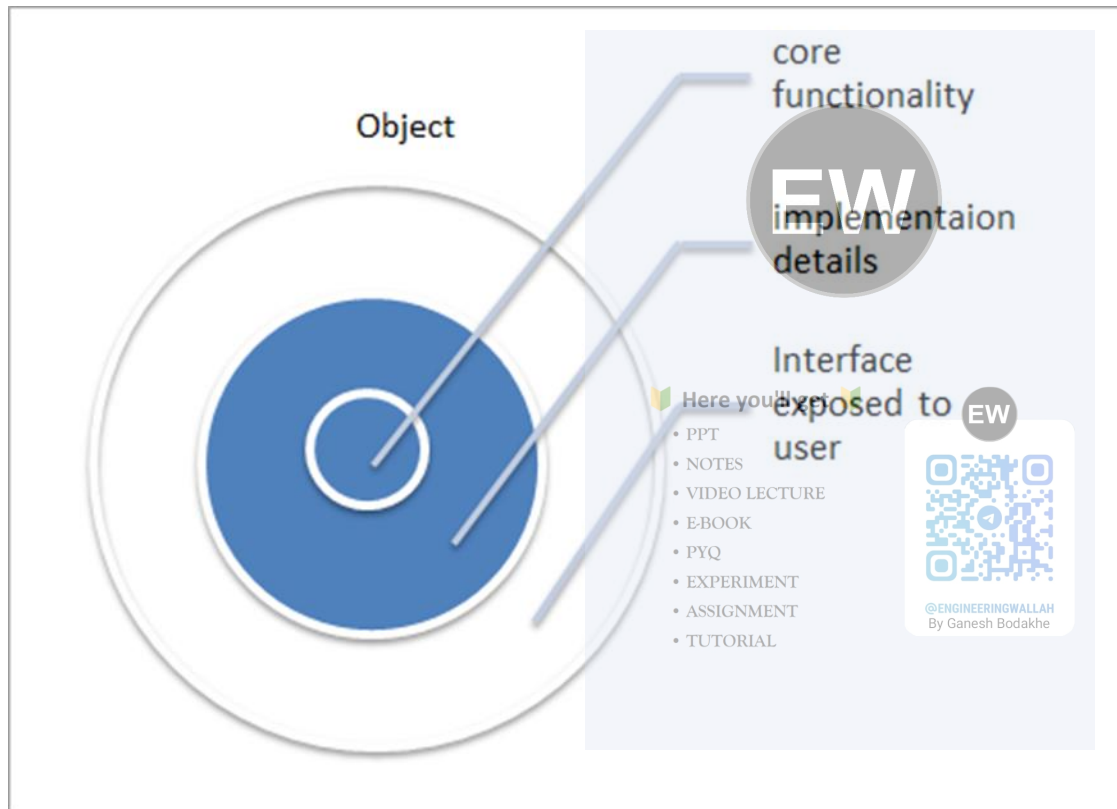 Object
core
functionality
EW
implementaion
details
Interface
exposed to
user
Here you'll get
• PPT
• NOTES
• VIDEO LECTURE
• E-BOOK
• PYQ
• EXPERIMENT
• ASSIGNMENT
• TUTORIAL
EW
@ENGINEERINGWALLAH
By Ganesh Bodakhe